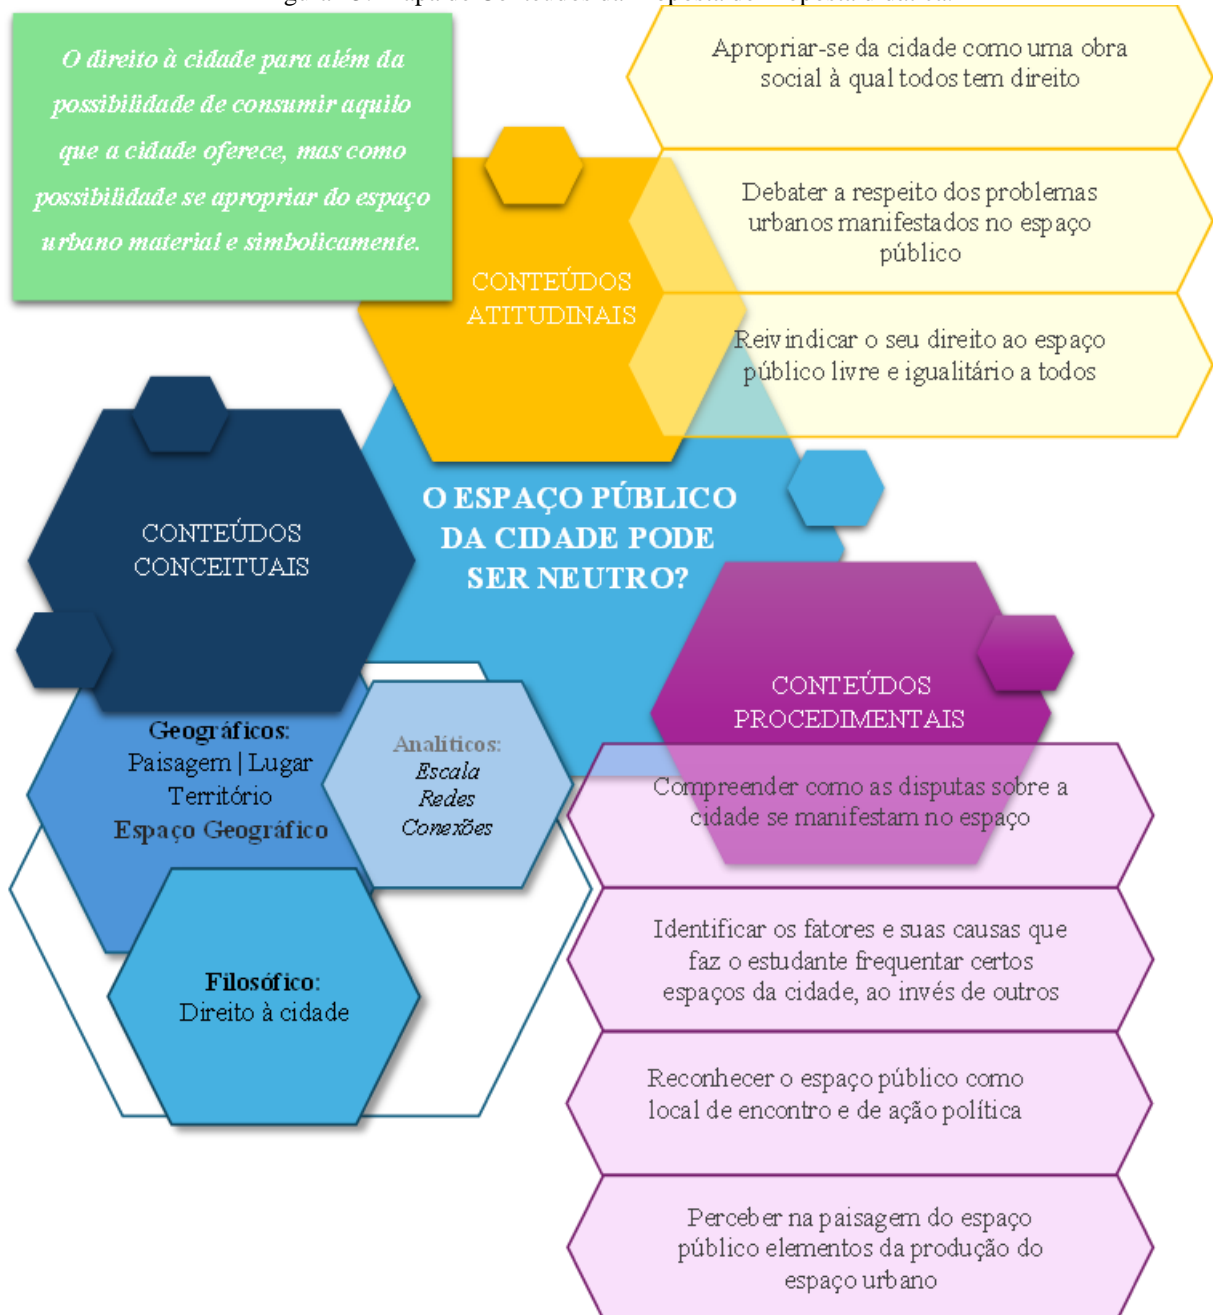 O direito à cidade para além da
possibilidade de consumir aquilo
que a cidade oferece, mas como
possibilidade se apropriar do espaço
urbano material e simbolicamente.
Apropriar-se da cidade como uma obra
social à qual todos tem direito
Debater a respeito dos problemas
urbanos manifestados no espaço
público
Reivindicar o seu direito ao espaço
público livre e igualitário a todos
CONTEÚDOS
ATITUDINAIS
O ESPAÇO PÚBLICO
DA CIDADE PODE
SER NEUTRO?
CONTEÚDOS
CONCEITUAIS
Geográficos:
Paisagem | Lugar
Território
Espaço Geográfico
Analíticos:
Escala
Redes
Conexões
Filosófico:
Direito à cidade
CONTEÚDOS
PROCEDIMENTAIS
Compreender como as disputas sobre a
cidade se manifestam no espaço
Identificar os fatores e suas causas que
faz o estudante frequentar certos
espaços da cidade, ao invés de outros
Reconhecer o espaço público como
local de encontro e de ação política
Perceber na paisagem do espaço
público elementos da produção do
espaço urbano